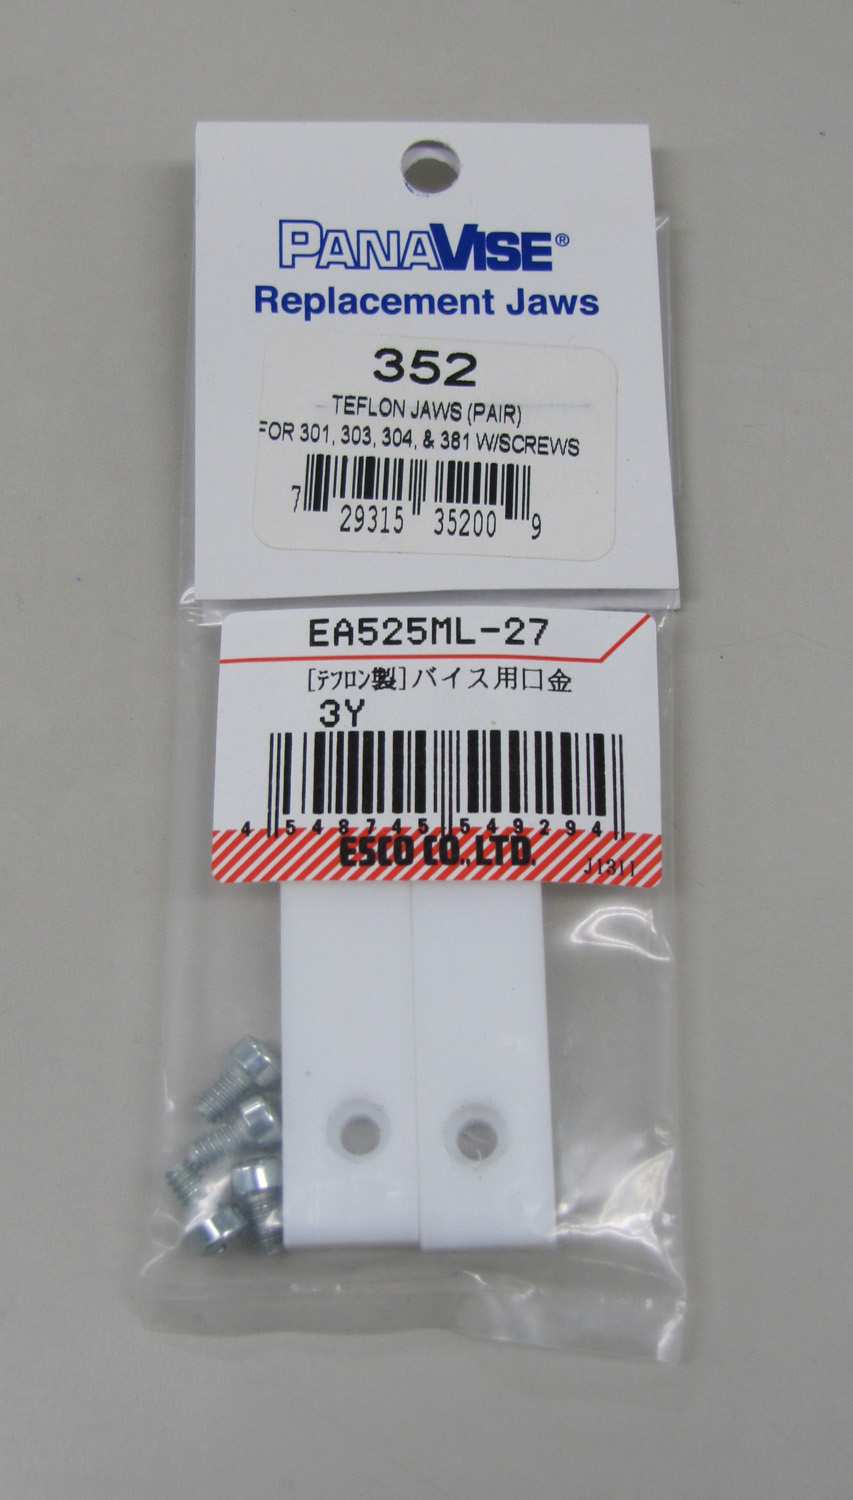 PANAVISE®
Replacement Jaws
352
TEFLON JAWS (PAIR)
FOR 301, 303, 304, & 381 W/SCREWS
7 29315 35200 9
EA525ML-27
[ﾃﾌﾛﾝ製]バイス用口金
3Y
4 548745 549294
ESCO CO.,LTD.
J1311